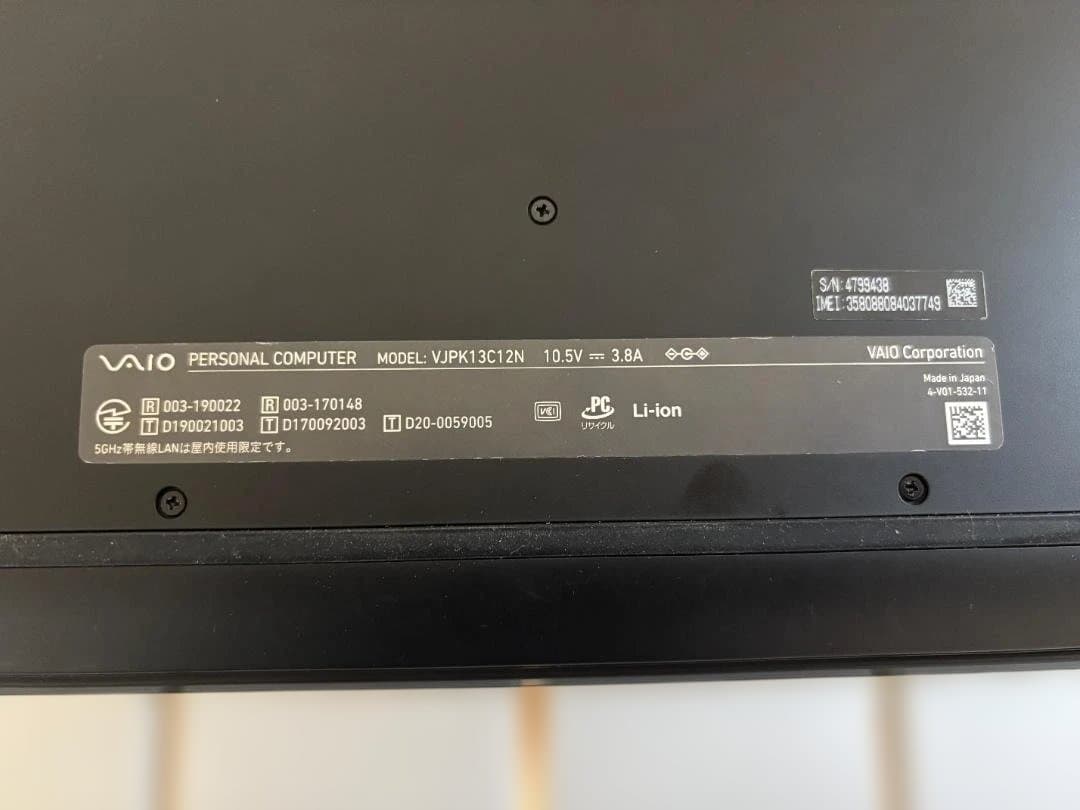 S/N:4799438
IMEI:358088084037749
VAIO PERSONAL COMPUTER MODEL: VJPK13C12N 10.5V ⎓ 3.8A VAIO Corporation
Made in Japan
4-V01-532-11
R 003-190022 R 003-170148
T D190021003 T D170092003 T D20-0059005
VCCI PC Li-ion
リサイクル
5GHz帯無線LANは屋内使用限定です。